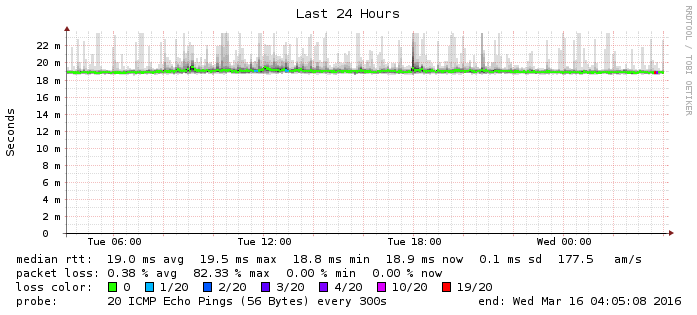 Last 24 Hours
RRDTOOL / TOBI OETIKER
Seconds
22 m
20 m
18 m
16 m
14 m
12 m
10 m
8 m
6 m
4 m
2 m
0
Tue 06:00 Tue 12:00 Tue 18:00 Wed 00:00
median rtt: 19.0 ms avg 19.5 ms max 18.8 ms min 18.9 ms now 0.1 ms sd 177.5 am/s
packet loss: 0.38 % avg 82.33 % max 0.00 % min 0.00 % now
loss color: 0 1/20 2/20 3/20 4/20 10/20 19/20
probe: 20 ICMP Echo Pings (56 Bytes) every 300s end: Wed Mar 16 04:05:08 2016